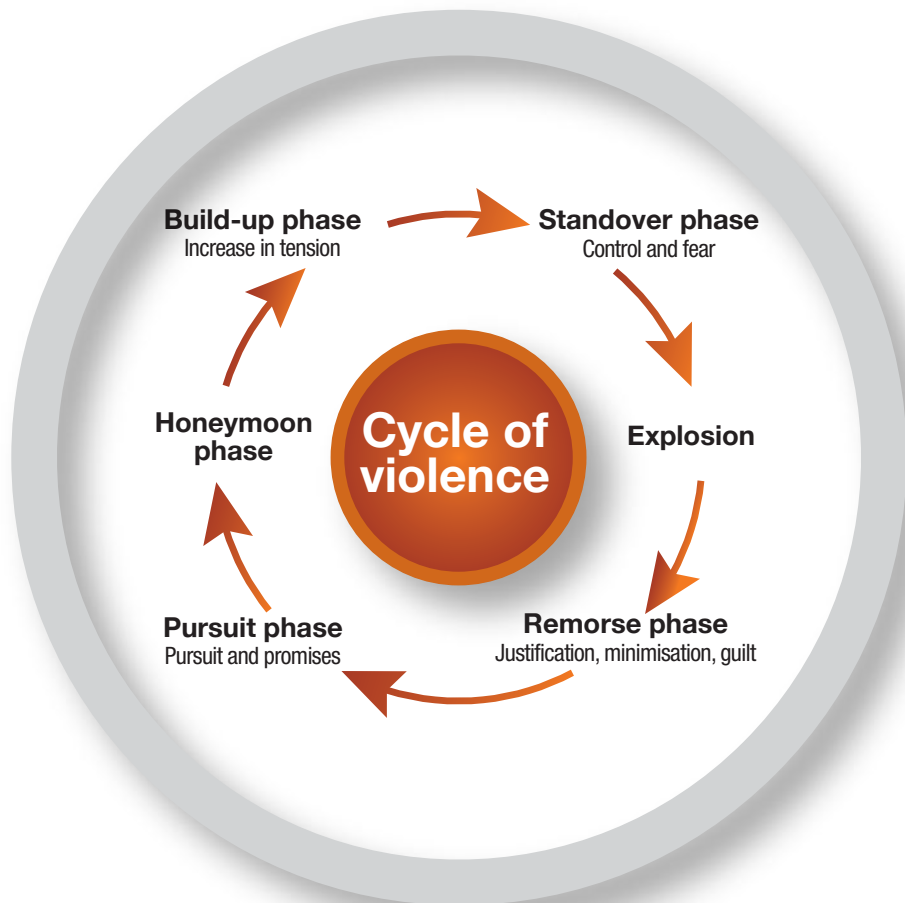 Build-up phase
Increase in tension
Standover phase
Control and fear
Explosion
Remorse phase
Justification, minimisation, guilt
Pursuit phase
Pursuit and promises
Honeymoon
phase
Cycle of
violence